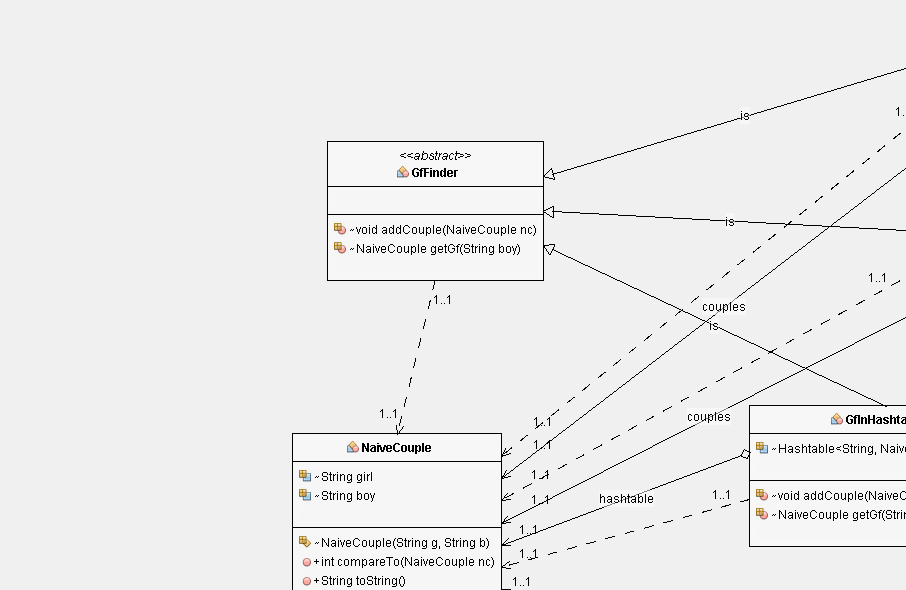 is
1..
<<abstract>>
GfFinder
~void addCouple(NaiveCouple nc)
~NaiveCouple getGf(String boy)
is
1..1
1..1
couples
is
1..1
NaiveCouple
~String girl
~String boy
~NaiveCouple(String g, String b)
+int compareTo(NaiveCouple nc)
+String toString()
1..1
1..1
1..1
1..1
1..1
1..1
1..1
couples
hashtable
1..1
GfInHashta
~Hashtable<String, Naive
~void addCouple(NaiveC
~NaiveCouple getGf(Strin